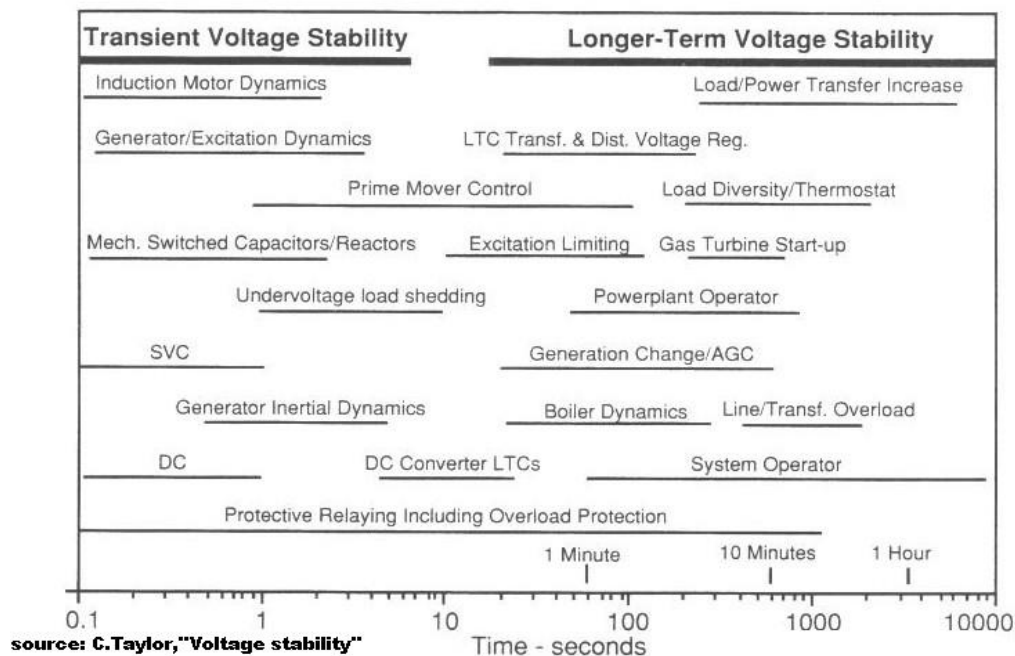 Transient Voltage Stability Longer-Term Voltage Stability
Induction Motor Dynamics Load/Power Transfer Increase
Generator/Excitation Dynamics LTC Transf. & Dist. Voltage Reg.
Prime Mover Control Load Diversity/Thermostat
Mech. Switched Capacitors/Reactors Excitation Limiting Gas Turbine Start-up
Undervoltage load shedding Powerplant Operator
SVC Generation Change/AGC
Generator Inertial Dynamics Boiler Dynamics Line/Transf. Overload
DC DC Converter LTCs System Operator
Protective Relaying Including Overload Protection
1 Minute 10 Minutes 1 Hour
0.1 1 10 100 1000 10000
source: C.Taylor,"Voltage stability" Time - seconds